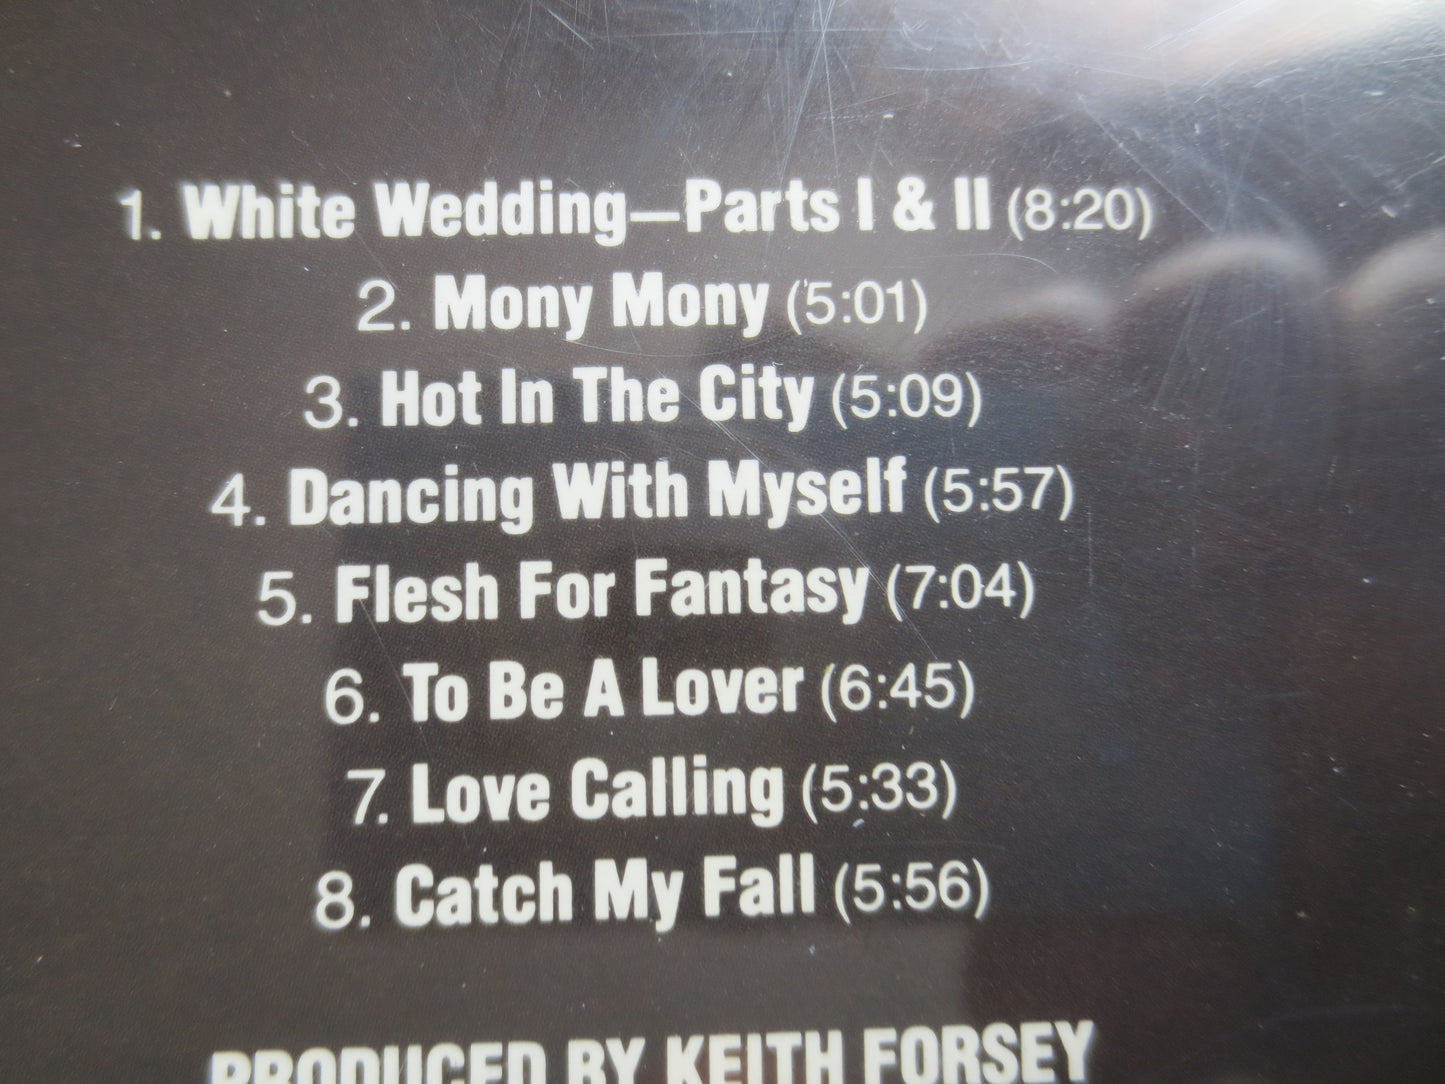 1. White Wedding—Parts I & II (8:20)
2. Mony Mony (5:01)
3. Hot In The City (5:09)
4. Dancing With Myself (5:57)
5. Flesh For Fantasy (7:04)
6. To Be A Lover (6:45)
7. Love Calling (5:33)
8. Catch My Fall (5:56)
PRODUCED BY KEITH FORSEY